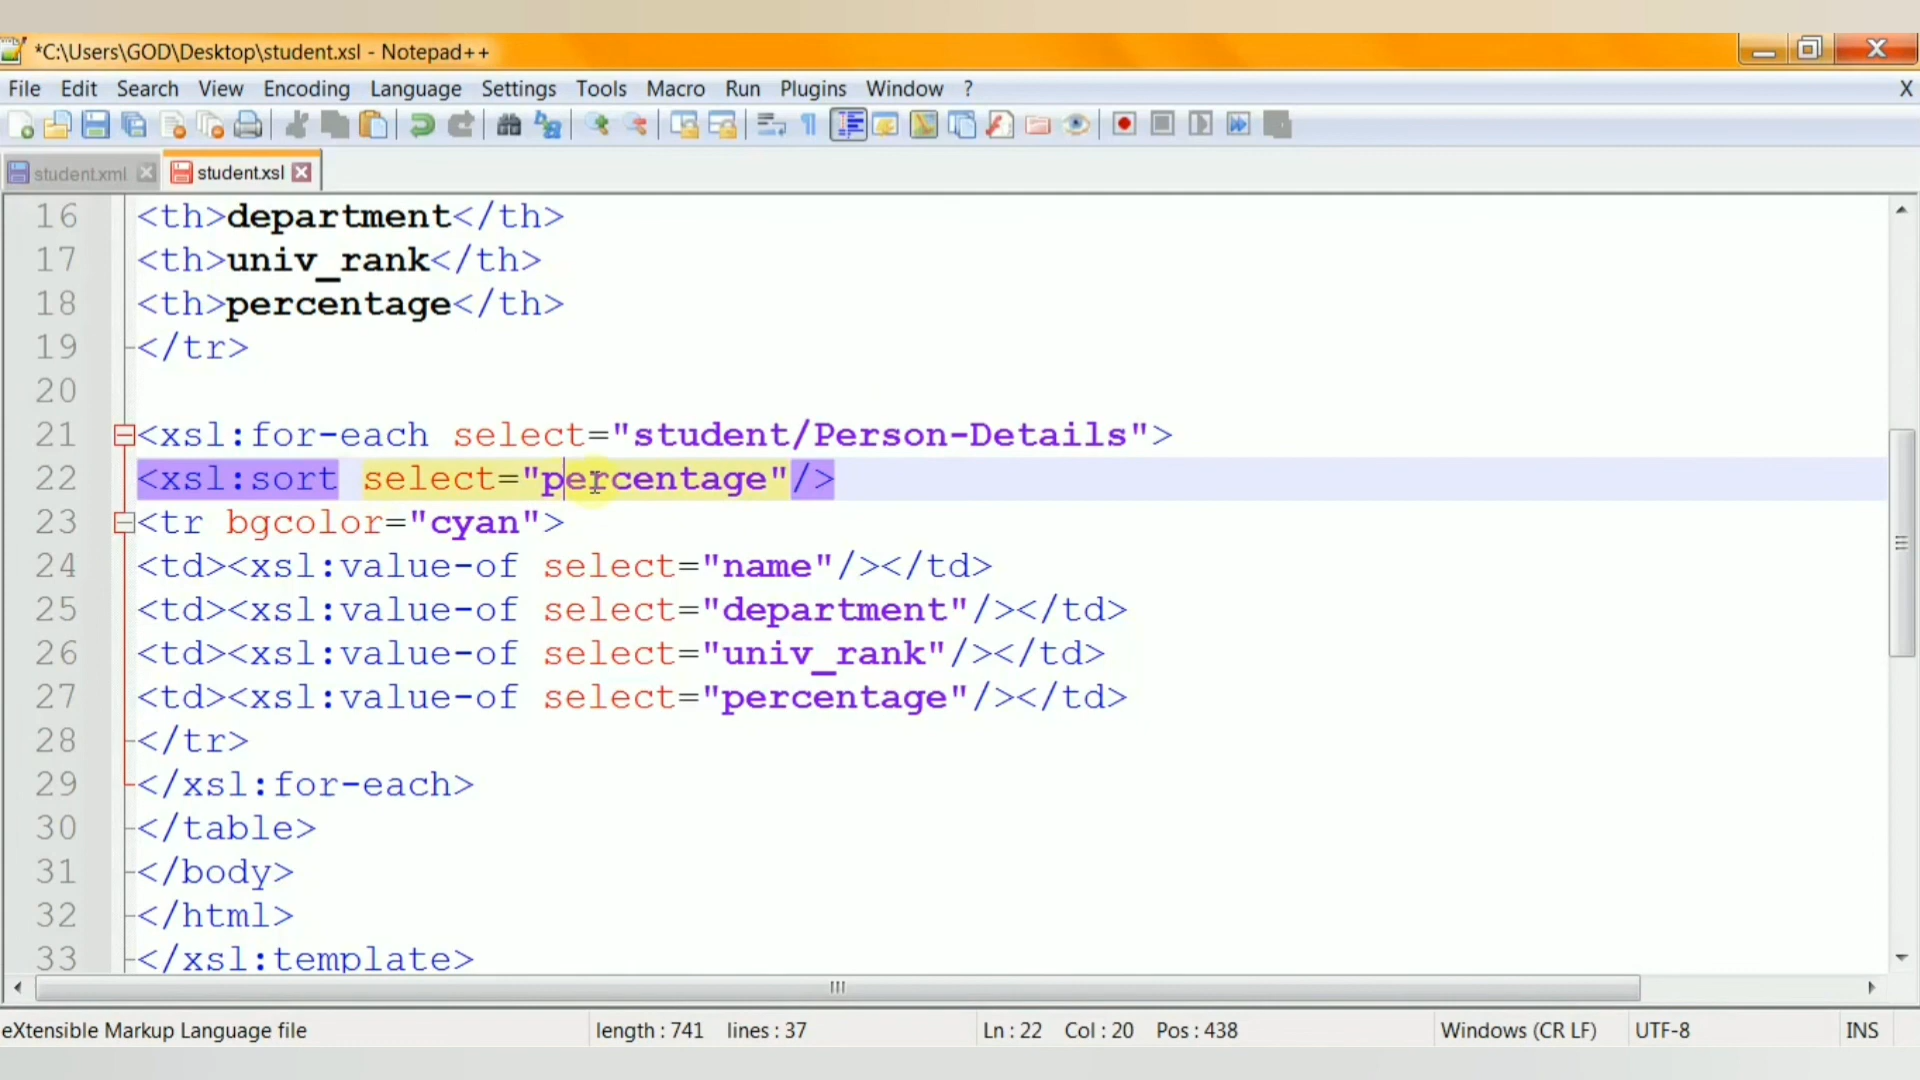 *C:\Users\GOD\Desktop\student.xsl - Notepad++
File Edit Search View Encoding Language Settings Tools Macro Run Plugins Window ? X
student.xml student.xsl
16 <th>department</th>
17 <th>univ_rank</th>
18 <th>percentage</th>
19 </tr>
20
21 <xsl:for-each select="student/Person-Details">
22 <xsl:sort select="percentage"/>
23 <tr bgcolor="cyan">
24 <td><xsl:value-of select="name"/></td>
25 <td><xsl:value-of select="department"/></td>
26 <td><xsl:value-of select="univ_rank"/></td>
27 <td><xsl:value-of select="percentage"/></td>
28 </tr>
29 </xsl:for-each>
30 </table>
31 </body>
32 </html>
33 </xsl:template>
eXtensible Markup Language file length : 741 lines : 37 Ln : 22 Col : 20 Pos : 438 Windows (CR LF) UTF-8 INS